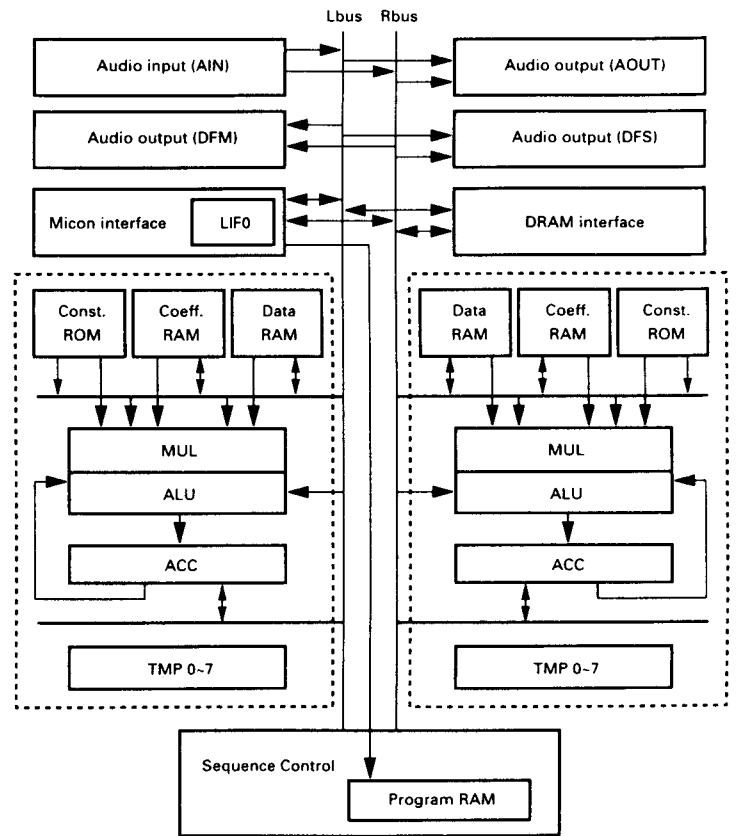 Lbus Rbus
Audio input (AIN)
Audio output (AOUT)
Audio output (DFM)
Audio output (DFS)
Micon interface
LIF0
DRAM interface
Const.
ROM
Coeff.
RAM
Data
RAM
Data
RAM
Coeff.
RAM
Const.
ROM
MUL
ALU
ACC
TMP 0~7
MUL
ALU
ACC
TMP 0~7
Sequence Control
Program RAM